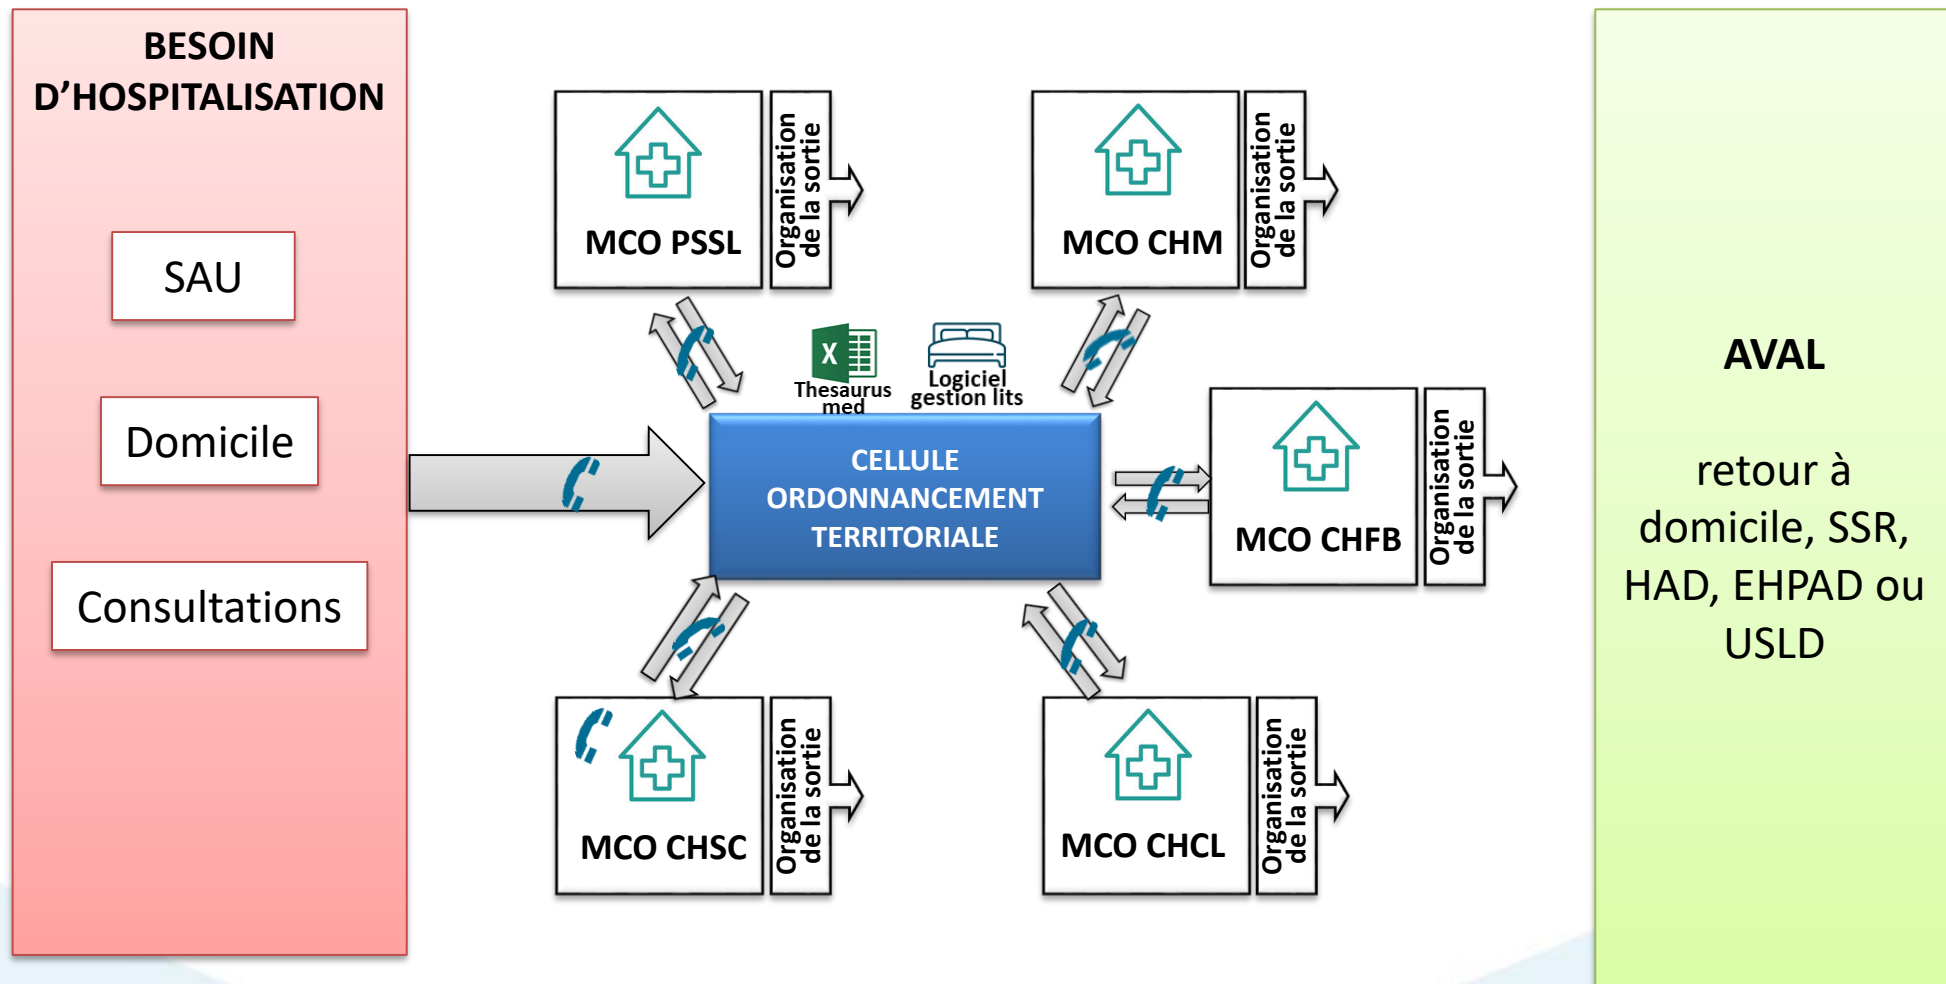 BESOIN
D’HOSPITALISATION
SAU
Domicile
Consultations
MCO PSSL
Organisation
de la sortie
MCO CHM
Organisation
de la sortie
X
Thesaurus
med
Logiciel
gestion lits
CELLULE
ORDONNANCEMENT
TERRITORIALE
MCO CHFB
Organisation
de la sortie
MCO CHSC
Organisation
de la sortie
MCO CHCL
Organisation
de la sortie
AVAL
retour à
domicile, SSR,
HAD, EHPAD ou
USLD